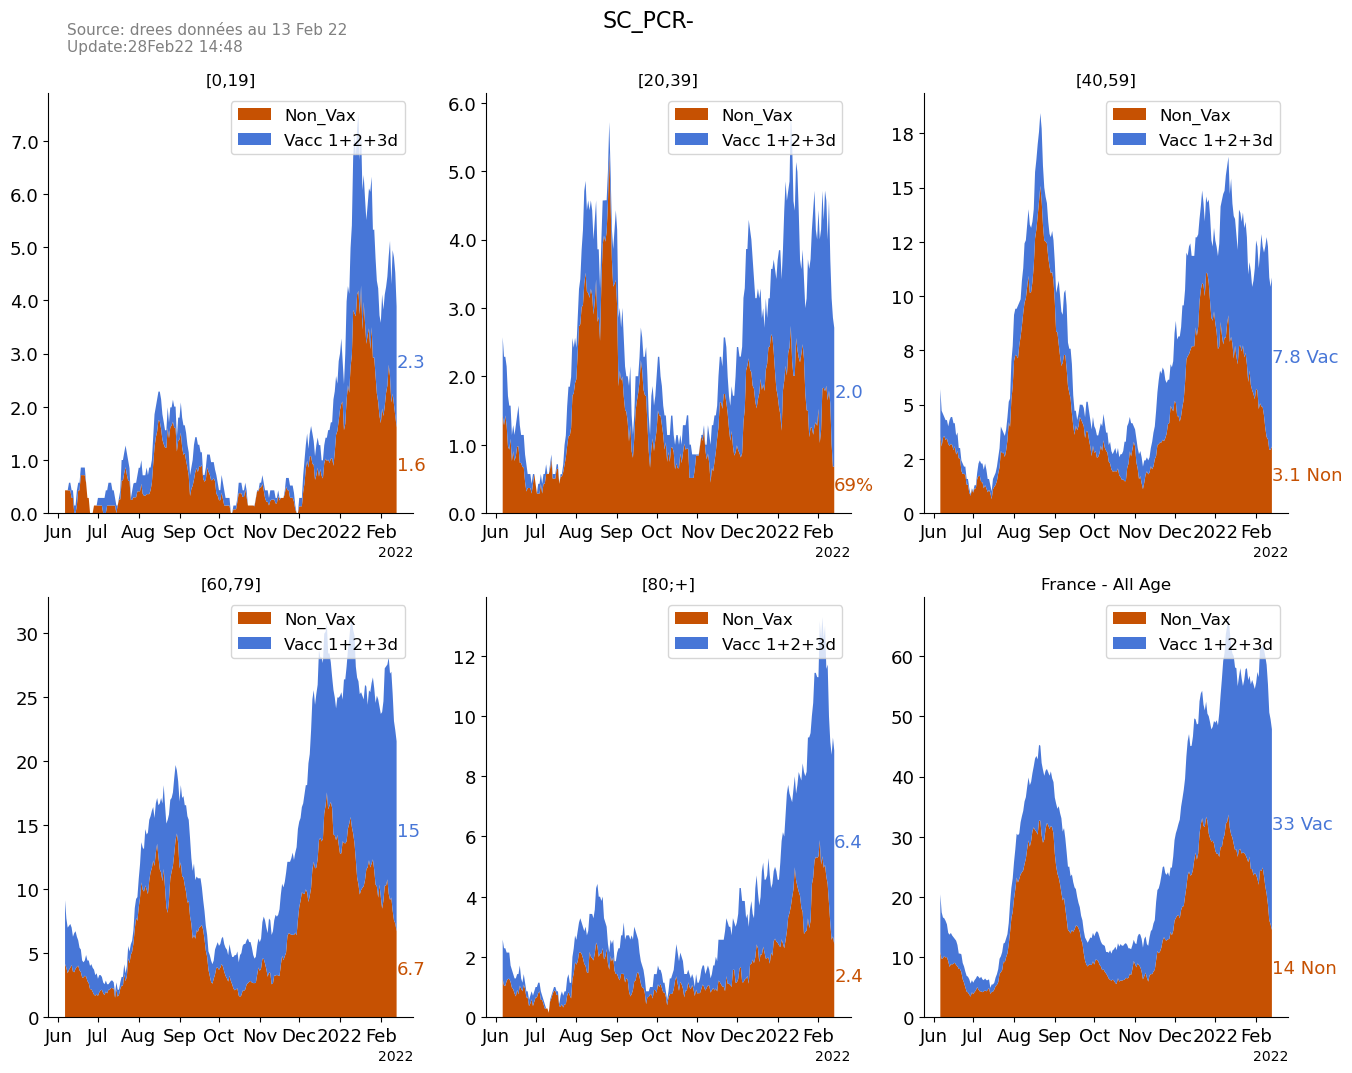 SC_PCR-
Source: drees données au 13 Feb 22
Update:28Feb22 14:48
[0,19]
Non_Vax
Vacc 1+2+3d
7.0
6.0
5.0
4.0
3.0
2.0
1.0
0.0
2.3
1.6
Jun Jul Aug Sep Oct Nov Dec 2022 Feb
2022
[20,39]
Non_Vax
Vacc 1+2+3d
6.0
5.0
4.0
3.0
2.0
1.0
0.0
2.0
69%
Jun Jul Aug Sep Oct Nov Dec 2022 Feb
2022
[40,59]
Non_Vax
Vacc 1+2+3d
18
15
12
10
8
5
2
0
7.8 Vac
3.1 Non
Jun Jul Aug Sep Oct Nov Dec 2022 Feb
2022
[60,79]
Non_Vax
Vacc 1+2+3d
30
25
20
15
10
5
0
15
6.7
Jun Jul Aug Sep Oct Nov Dec 2022 Feb
2022
[80;+]
Non_Vax
Vacc 1+2+3d
12
10
8
6
4
2
0
6.4
2.4
Jun Jul Aug Sep Oct Nov Dec 2022 Feb
2022
France - All Age
Non_Vax
Vacc 1+2+3d
60
50
40
30
20
10
0
33 Vac
14 Non
Jun Jul Aug Sep Oct Nov Dec 2022 Feb
2022